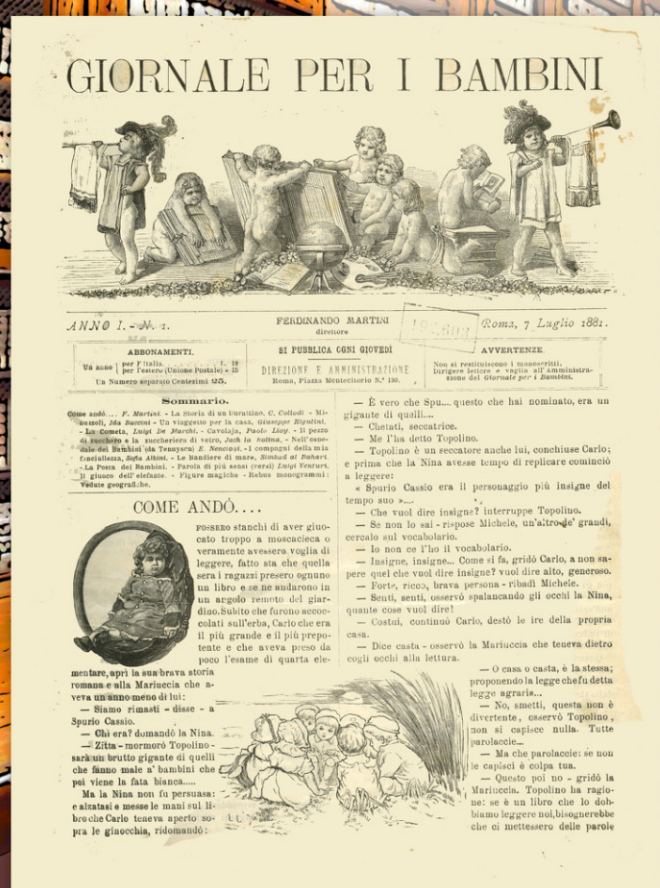 GIORNALE PER I BAMBINI
ANNO I. - N. 1.
FERDINANDO MARTINI
direttore
Roma, 7 Luglio 1881.
ABBONAMENTI.
Un anno
per l'Italia. . . . . L. 12
per l'estero (Unione Postale) » 15
Un Numero separato Centesimi 25.
SI PUBBLICA OGNI GIOVEDÌ
DIREZIONE E AMMINISTRAZIONE
Roma, Piazza Montecitorio N.° 130.
AVVERTENZE
Non si restituiscono i manoscritti.
Dirigere lettere e vaglia all'Amministra-
zione del Giornale per i Bambini.
Sommario.
Come andó.... F. Martini. - La Storia di un burattino, C. Collodi - Mi-
nuzzoli, Ida Baccini - Un viaggetto per la casa, Giuseppe Rigutini.
- La Cometa, Luigi De Marchi. - Cavolaja, Paolo Lioy. - Il pezzo
di zucchero e la zuccheriera di vetro, Jack la Bolina. - Nell'ospe-
dale dei Bambini (da Tennyson) E. Nencioni. - I compagni della mia
fanciullezza, Sofia Albini. - Le Bandiere di mare, Simbad il Bahari.
- La Posta dei Bambini. - Parola di più sensi (versi) Luigi Venturi.
Il giuoco dell'elefante. - Figure magiche - Rebus monogrammi:
Vedute geografiche.
COME ANDÒ....
FOSSERO stanchi di aver giuo-
cato troppo a moscacieca o
veramente avessero voglia di
leggere, fatto sta che quella
sera i ragazzi presero ognuno
un libro e se ne andarono in
un argolo remoto del giar-
dino. Subito che furono accoc-
colati sull'erba, Carlo che era
il più grande e il più prepo-
tente e che aveva preso da
poco l'esame di quarta ele-
mentare, aprì la sua brava storia
romana e alla Mariuccia che a-
veva un anno meno di lui:
— Siamo rimasti - disse - a
Spurio Cassio.
— Chi era? domandò la Nina.
— Zitta - mormorò Topolino -
sarà un brutto gigante di quelli
che fanno male a' bambini che
poi viene la fata bianca.....
Ma la Nina non fu persuasa:
e alzatasi e messe le mani sul li-
bro che Carlo teneva aperto so-
pra le ginocchia, ridomandò:
— È vero che Spu... questo che hai nominato, era un
gigante di quelli....
— Chetati, seccatrice.
— Me l'ha detto Topolino.
— Topolino è un seccatore anche lui, conchiuse Carlo;
e prima che la Nina avesse tempo di replicare cominciò
a leggere:
« Spurio Cassio era il personaggio più insigne del
tempo suo »....
— Che vuol dire insigne? interruppe Topolino.
— Se non lo sai - rispose Michele, un'altro de' grandi,
cercalo sul vocabolario.
— Io non ce l'ho il vocabolario.
— Insigne, insigne... Come si fa, gridò Carlo, a non sa-
pere quel che vuol dire insigne? vuol dire alto, generoso.
— Forte, ricco, brava persona - ribadì Michele.
— Senti, senti, osservò spalancando gli occhi la Nina,
quante cose vuol dire!
— Costui, continuò Carlo, destò le ire della propria
casa.
— Dice casta - osservò la Mariuccia che teneva dietro
cogli occhi alla lettura.
— O casa o casta, è la stessa;
proponendo la legge che fu detta
legge agraria...
— No, smetti, questa non è
divertente, osservò Topolino,
non si capisce nulla. Tutte
parolaccie...
— Ma che parolaccie: se non
le capisci è colpa tua.
— Questo poi no - gridò la
Mariuccia. Topolino ha ragio-
ne: se è un libro che lo dob-
biamo leggere noi, bisognerebbe
che ci mettessero delle parole